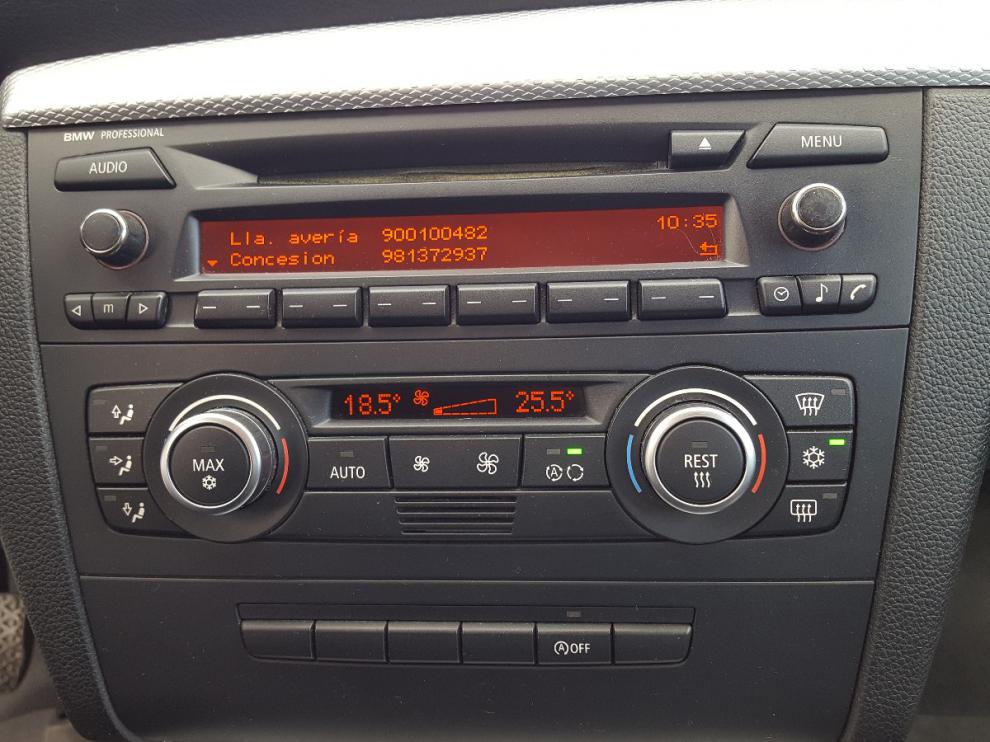 BMW PROFESSIONAL
AUDIO
MENU
10:35
Lla. avería 900100482
Concesion 981372937
m
18.5° 25.5°
MAX
AUTO
A
REST
A OFF